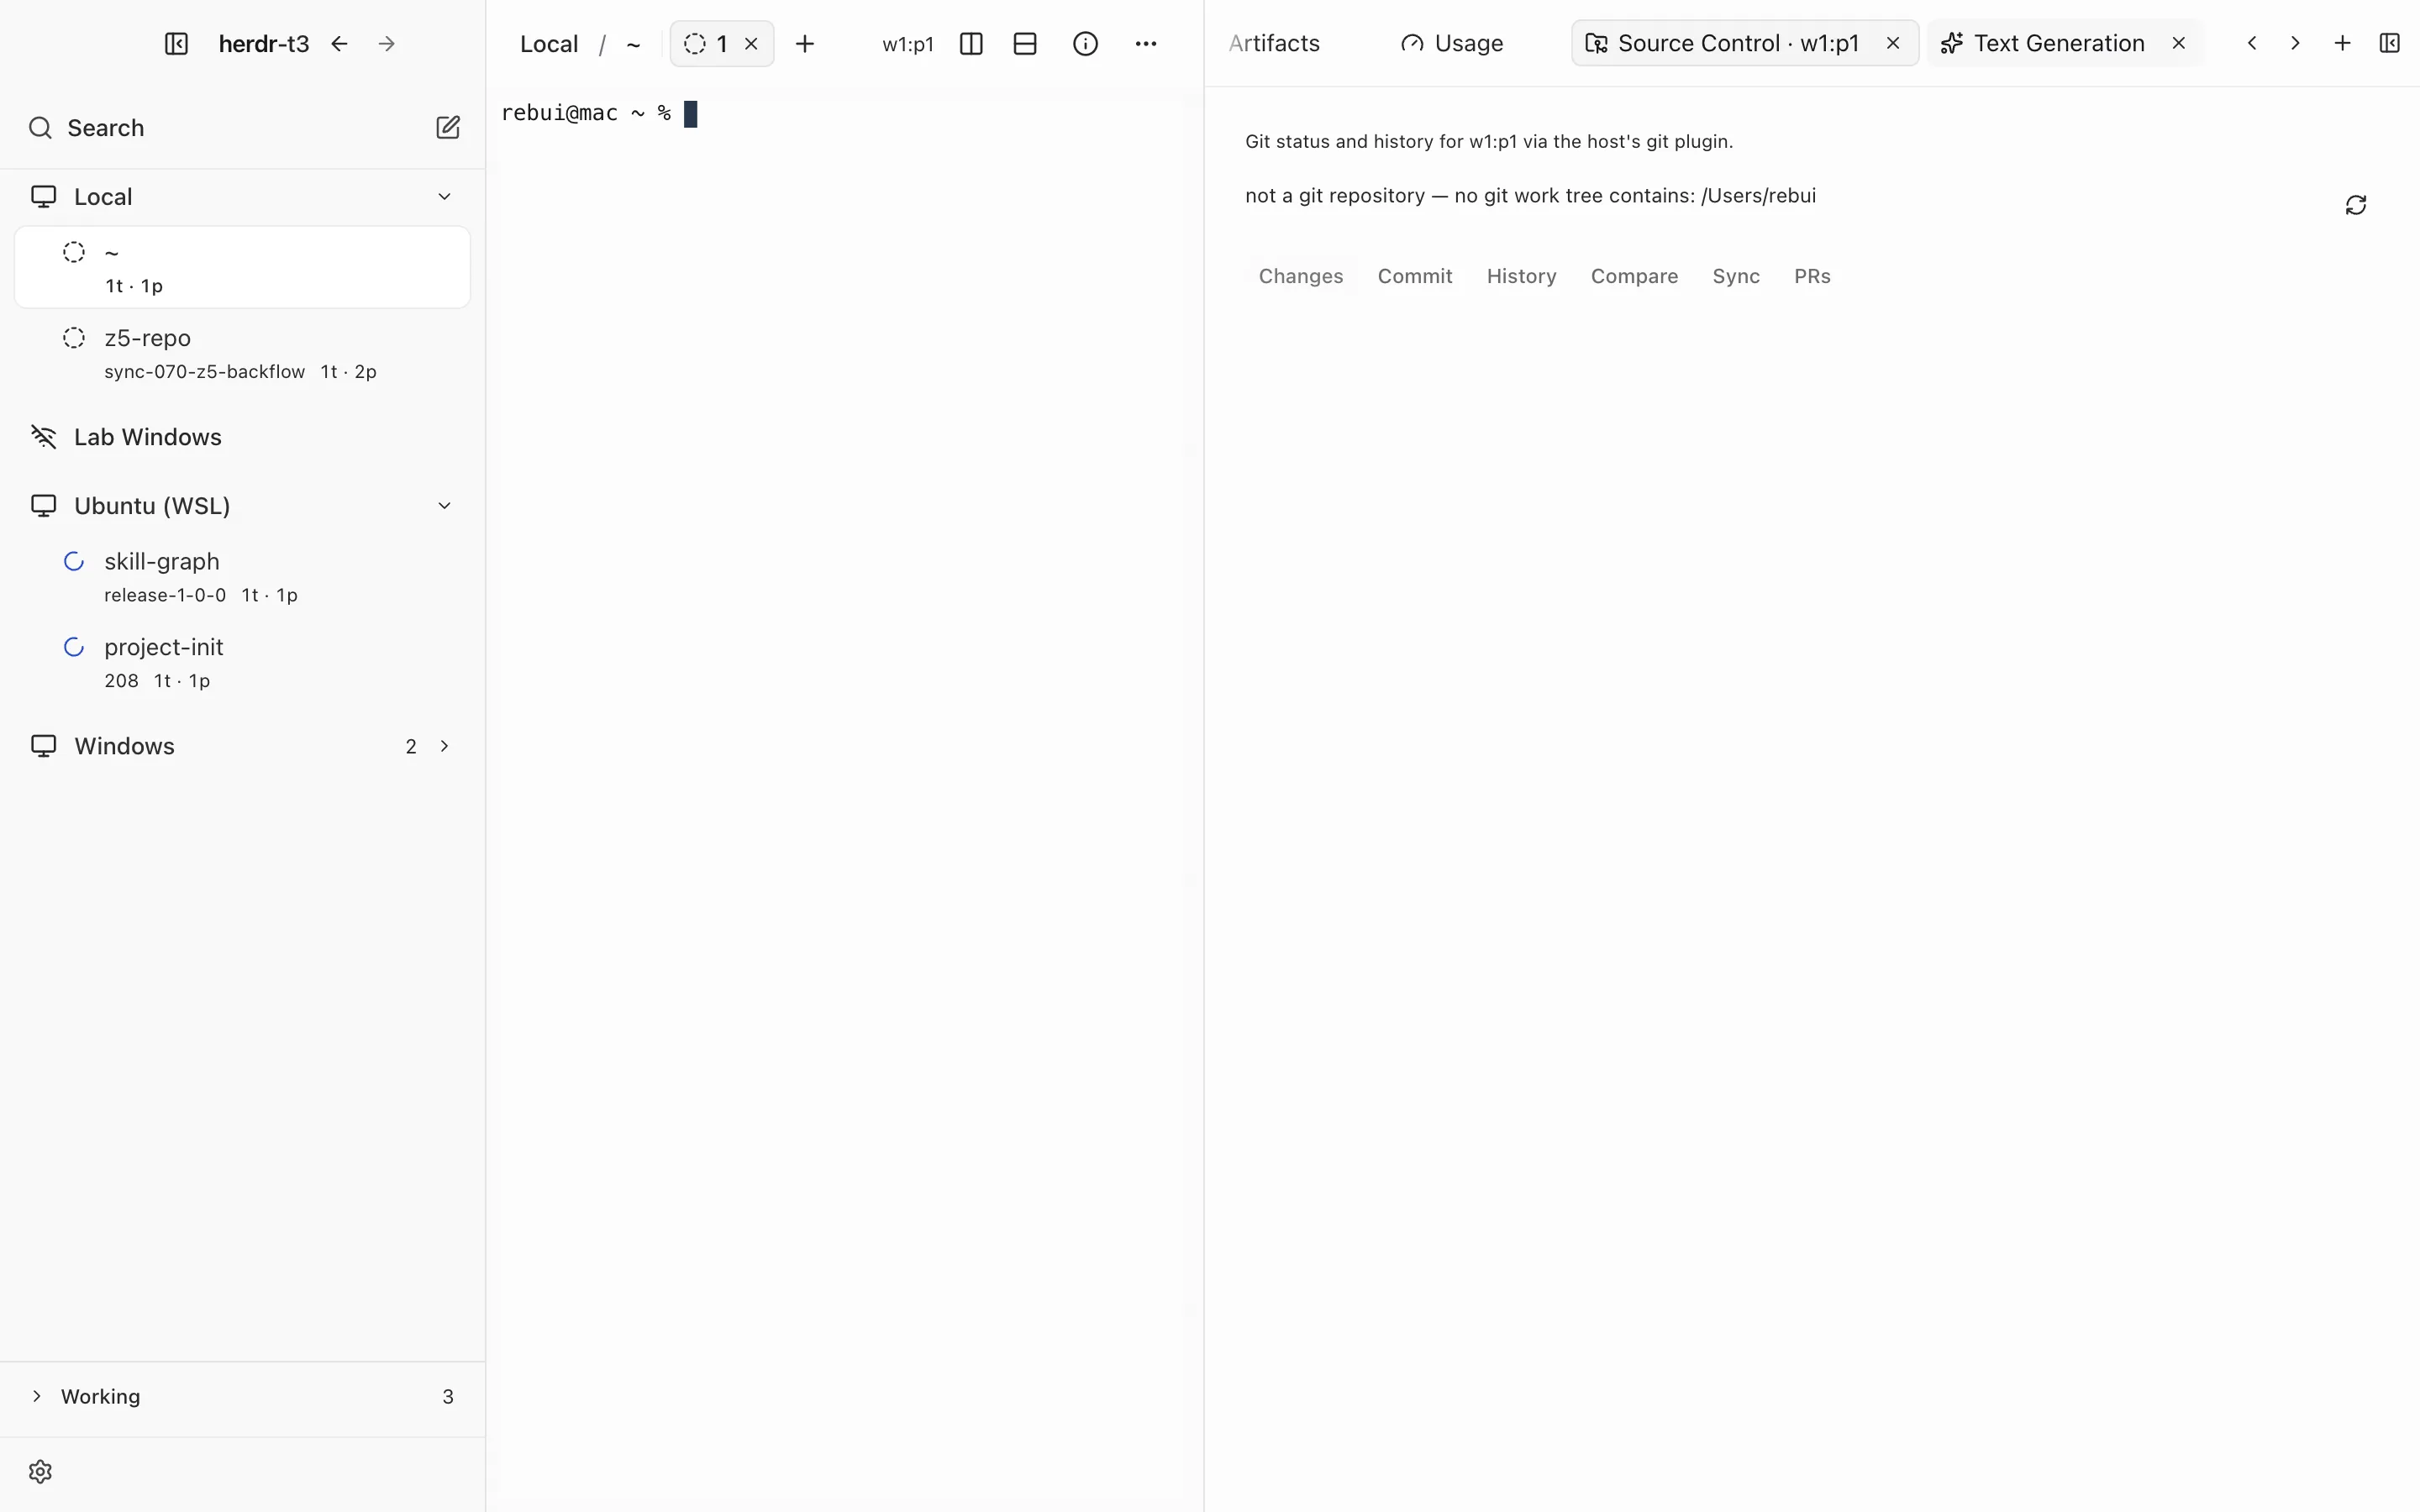 herdr-t3
Search
Local
~
1t · 1p
z5-repo
sync-070-z5-backflow 1t · 2p
Lab Windows
Ubuntu (WSL)
skill-graph
release-1-0-0 1t · 1p
project-init
208 1t · 1p
Windows 2
Working 3
Local / ~ 1 w1:p1
rebui@mac ~ %
Artifacts Usage Source Control · w1:p1 Text Generation
Git status and history for w1:p1 via the host's git plugin.
not a git repository — no git work tree contains: /Users/rebui
Changes Commit History Compare Sync PRs